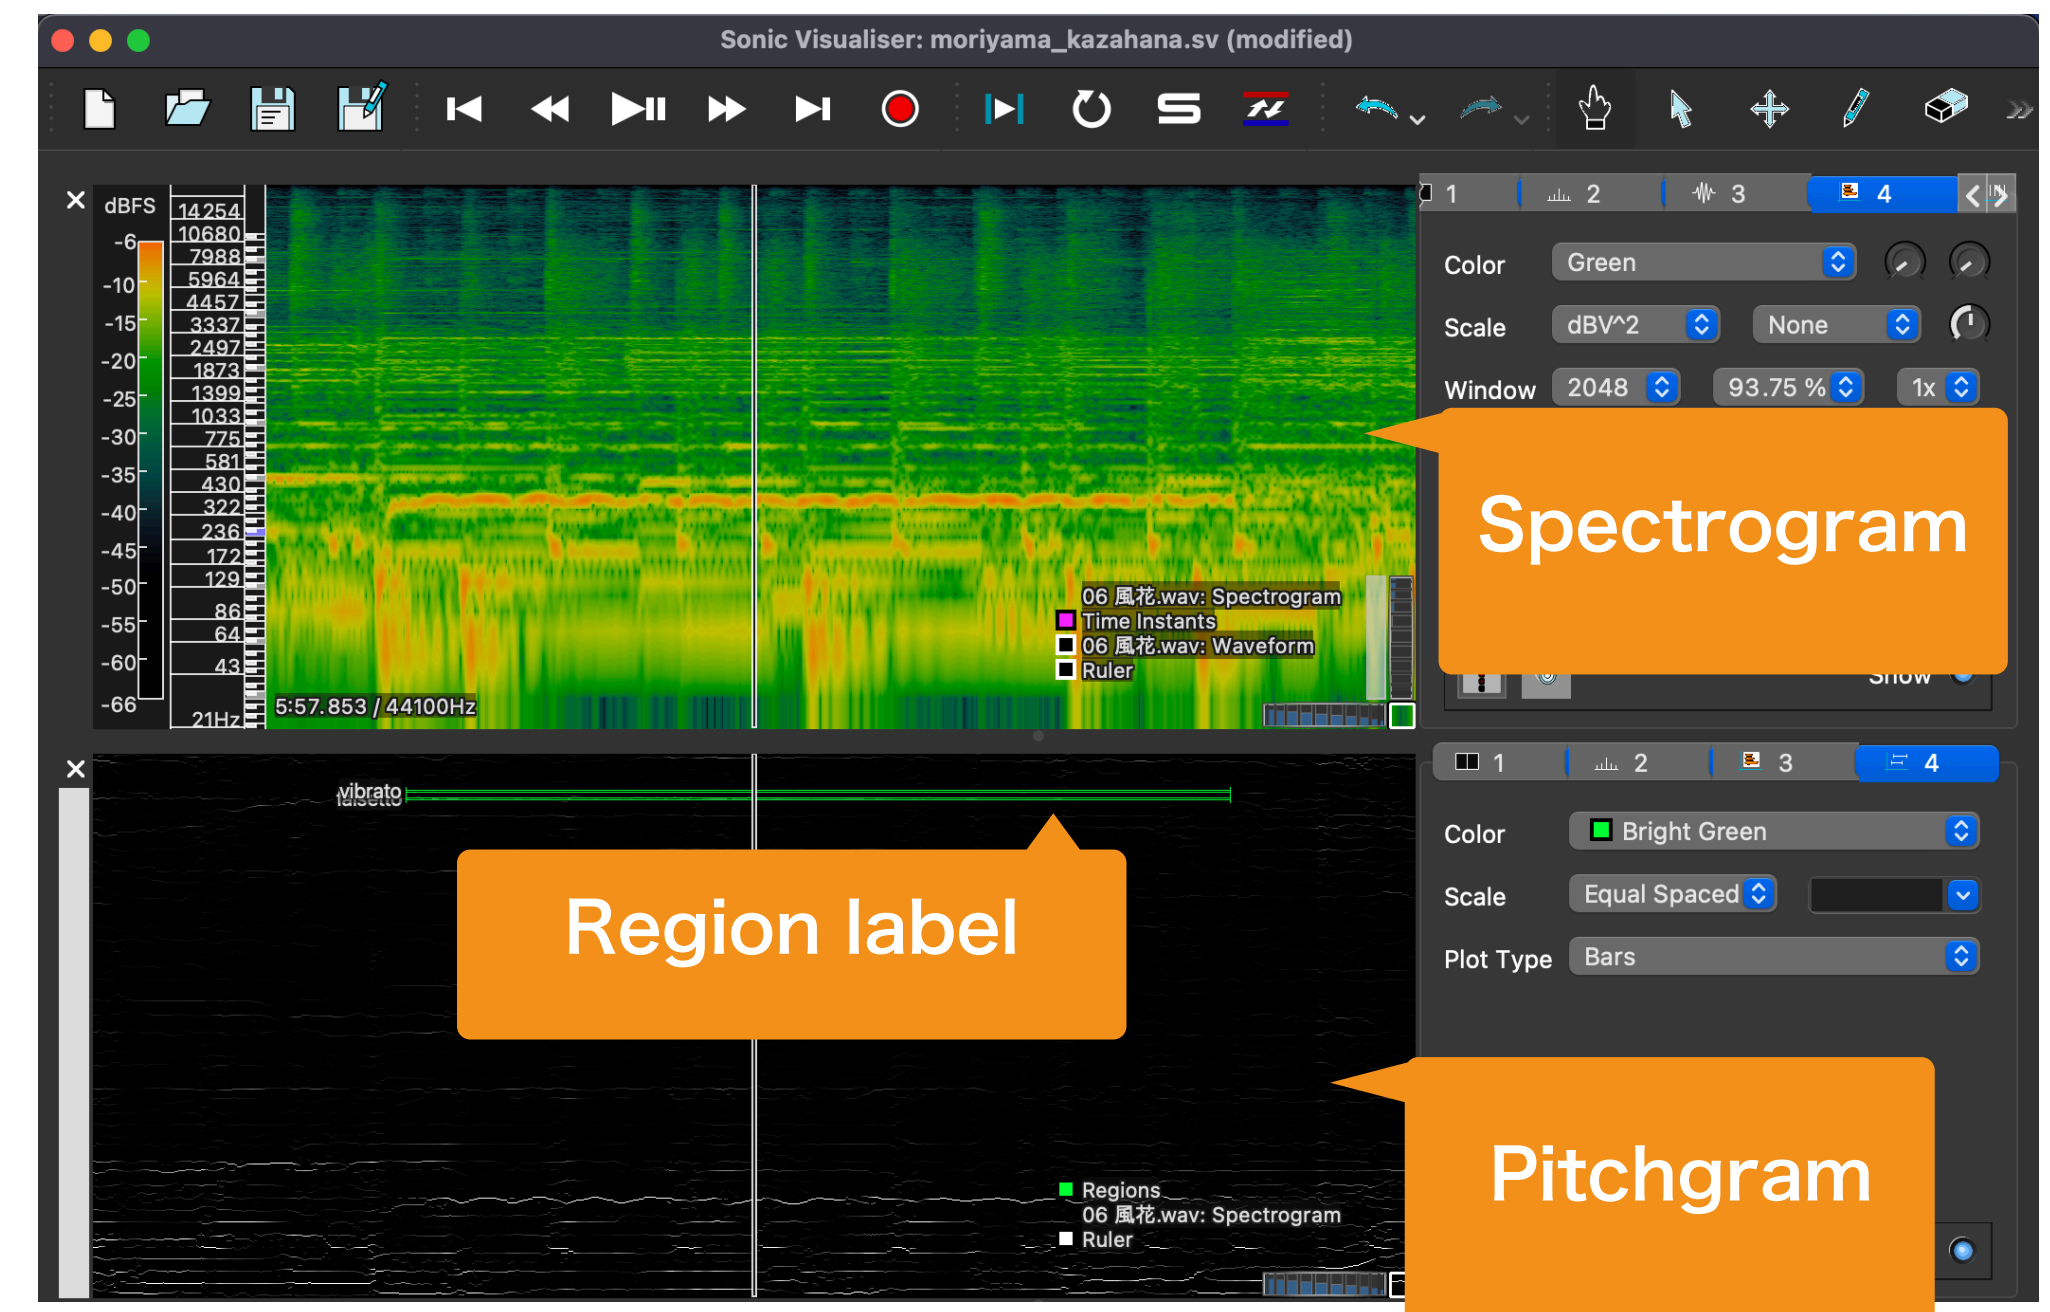 Sonic Visualiser: moriyama_kazahana.sv (modified)
dBFS
-6
-10
-15
-20
-25
-30
-35
-40
-45
-50
-55
-60
-66
14254
10680
7988
5964
4457
3337
2497
1873
1399
1033
775
581
430
322
236
172
129
86
64
43
21Hz
5:57.853 / 44100Hz
06 風花.wav: Spectrogram
Time Instants
06 風花.wav: Waveform
Ruler
1 2 3 4
Color Green
Scale dBV^2 None
Window 2048 93.75 % 1x
Spectrogram
Show
vibrato
falsetto
Region label
Regions
06 風花.wav: Spectrogram
Ruler
1 2 3 4
Color Bright Green
Scale Equal Spaced
Plot Type Bars
Pitchgram